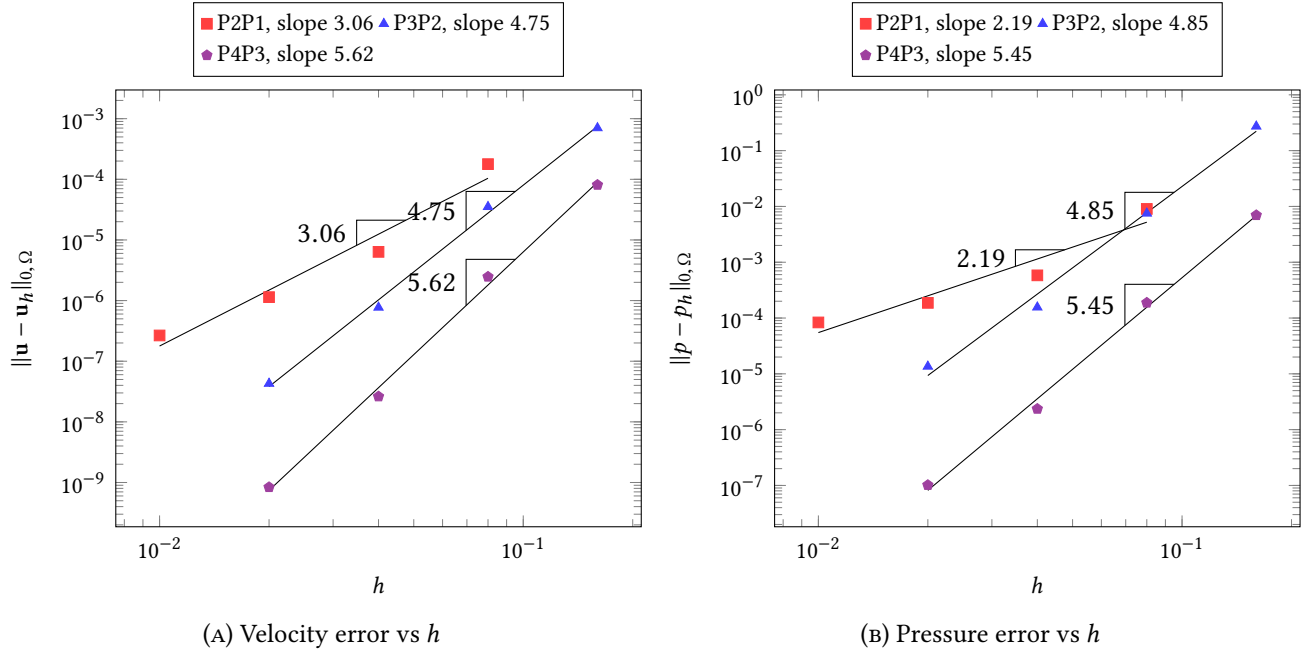 P2P1, slope 3.06 P3P2, slope 4.75
P4P3, slope 5.62
10⁻³
10⁻⁴
10⁻⁵
10⁻⁶
10⁻⁷
10⁻⁸
10⁻⁹
‖𝐮 − 𝐮ₕ‖₀,Ω
3.06
4.75
5.62
10⁻² 10⁻¹
h
(A) Velocity error vs h
P2P1, slope 2.19 P3P2, slope 4.85
P4P3, slope 5.45
10⁰
10⁻¹
10⁻²
10⁻³
10⁻⁴
10⁻⁵
10⁻⁶
10⁻⁷
‖p − pₕ‖₀,Ω
4.85
2.19
5.45
10⁻² 10⁻¹
h
(B) Pressure error vs h